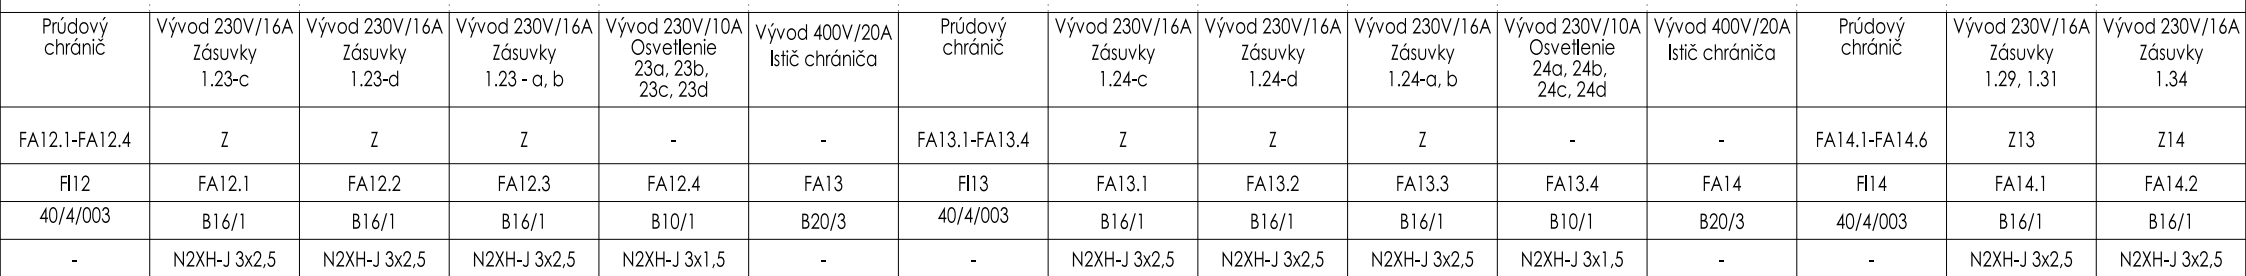 Prúdový chránič	Vývod 230V/16A Zásuvky 1.23-c	Vývod 230V/16A Zásuvky 1.23-d	Vývod 230V/16A Zásuvky 1.23 - a, b	Vývod 230V/10A Osvetlenie 23a, 23b, 23c, 23d	Vývod 400V/20A Istič chrániča	Prúdový chránič	Vývod 230V/16A Zásuvky 1.24-c	Vývod 230V/16A Zásuvky 1.24-d	Vývod 230V/16A Zásuvky 1.24-a, b	Vývod 230V/10A Osvetlenie 24a, 24b, 24c, 24d	Vývod 400V/20A Istič chrániča	Prúdový chránič	Vývod 230V/16A Zásuvky 1.29, 1.31	Vývod 230V/16A Zásuvky 1.34
FA12.1-FA12.4	Z	Z	Z	-	-	FA13.1-FA13.4	Z	Z	Z	-	-	FA14.1-FA14.6	Z13	Z14
FI12	FA12.1	FA12.2	FA12.3	FA12.4	FA13	FI13	FA13.1	FA13.2	FA13.3	FA13.4	FA14	FI14	FA14.1	FA14.2
40/4/003	B16/1	B16/1	B16/1	B10/1	B20/3	40/4/003	B16/1	B16/1	B16/1	B10/1	B20/3	40/4/003	B16/1	B16/1
-	N2XH-J 3x2,5	N2XH-J 3x2,5	N2XH-J 3x2,5	N2XH-J 3x1,5	-	-	N2XH-J 3x2,5	N2XH-J 3x2,5	N2XH-J 3x2,5	N2XH-J 3x1,5	-	-	N2XH-J 3x2,5	N2XH-J 3x2,5